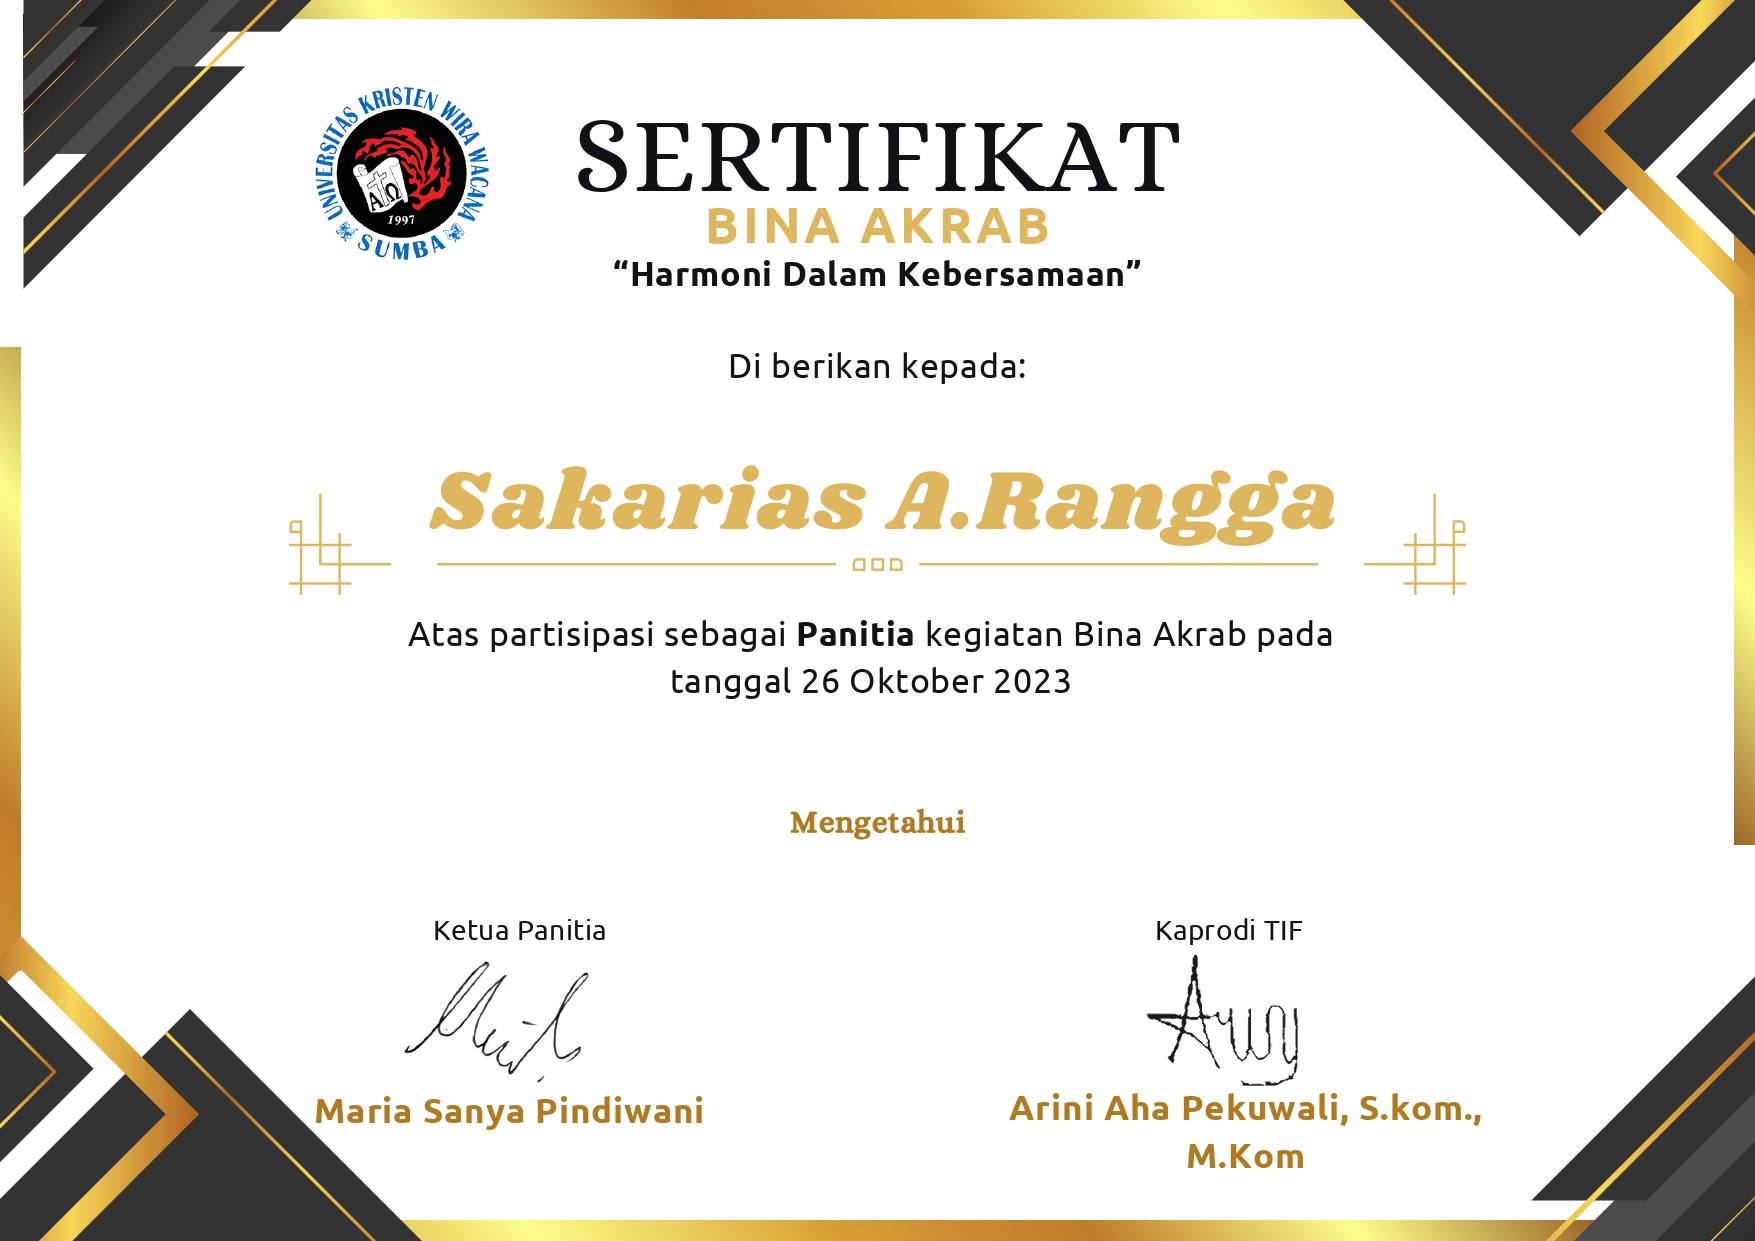 UNIVERSITAS KRISTEN WIRA WACANA
SUMBA
1997
A Ω
SERTIFIKAT
BINA AKRAB
“Harmoni Dalam Kebersamaan”
Di berikan kepada:
Sakarias A.Rangga
Atas partisipasi sebagai Panitia kegiatan Bina Akrab pada
tanggal 26 Oktober 2023
Mengetahui
Ketua Panitia
Kaprodi TIF
Maria Sanya Pindiwani
Arini Aha Pekuwali, S.kom.,
M.Kom